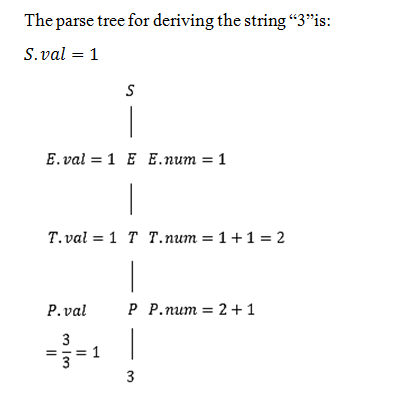 The parse tree for deriving the string “3”is:
S.val = 1
S
E.val = 1 E E.num = 1
T.val = 1 T T.num = 1 + 1 = 2
P.val P P.num = 2 + 1
= 3/3 = 1
3